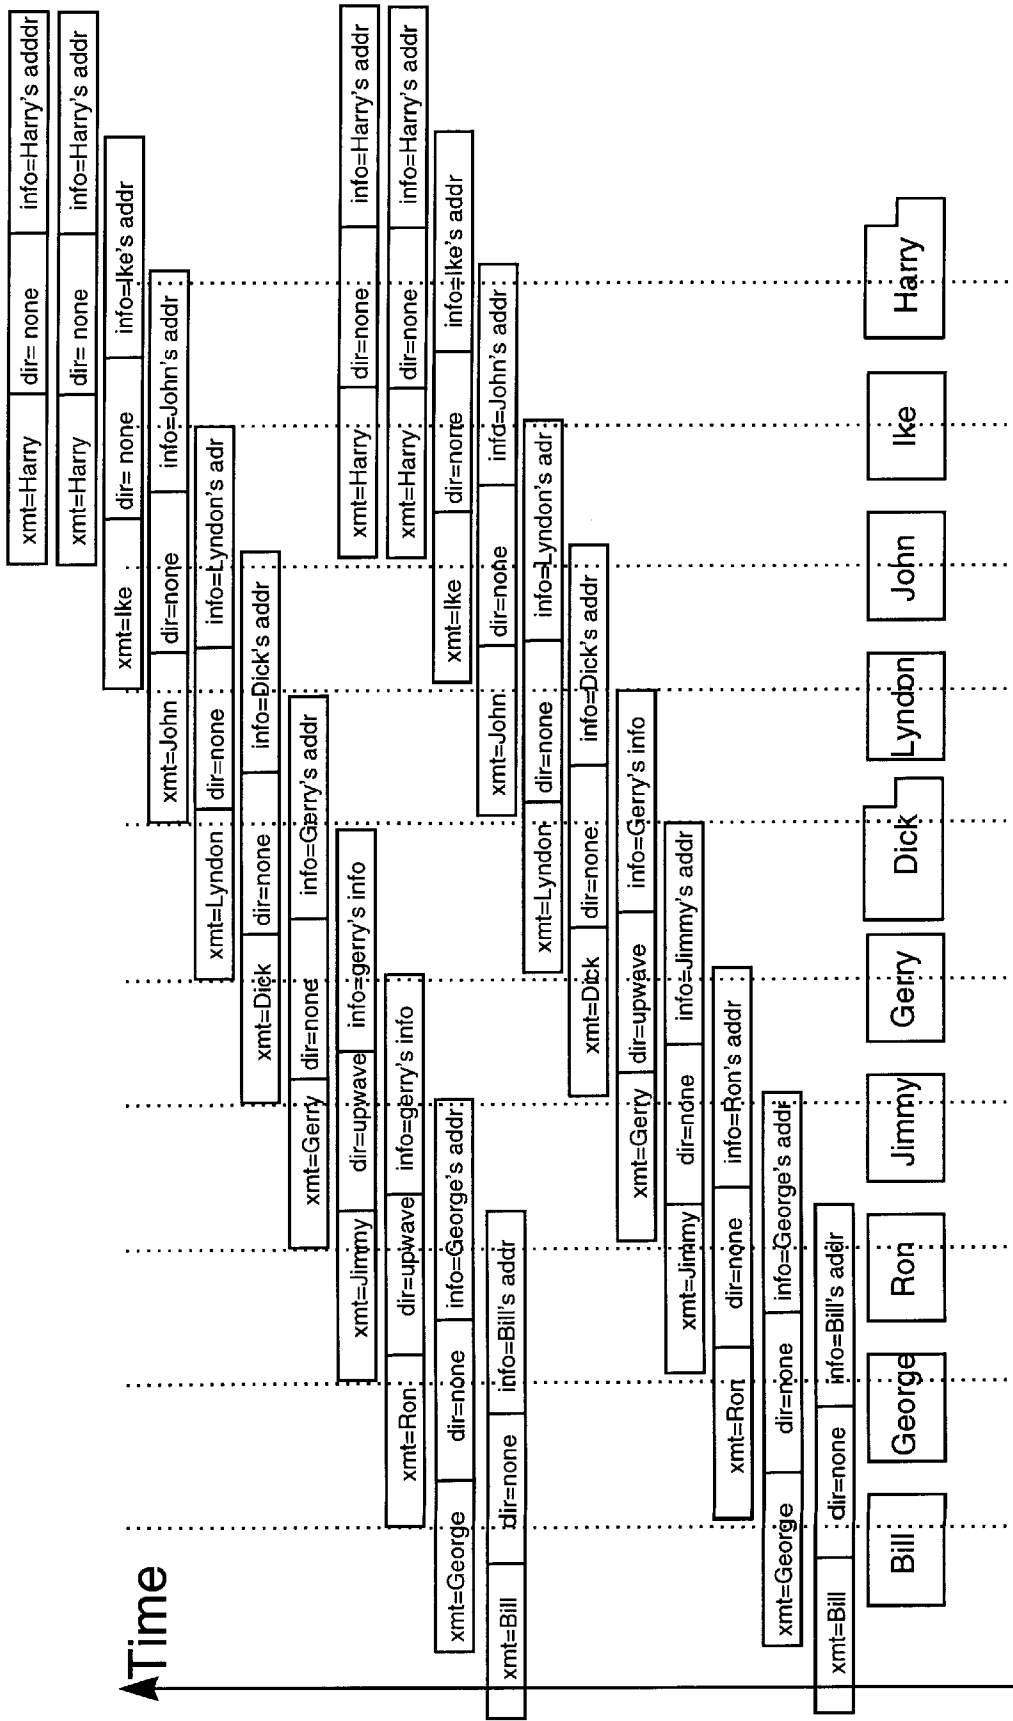 xmt=Harry dir= none info=Harry's adddr
xmt=Harry dir= none info=Harry's addr
xmt=Ike dir= none info=Ike's addr
Time
xmt=John dir=none info=John's addr
xmt=Lyndon dir=none info=Lyndon's adr
xmt=Dick dir=none info=Dick's addr
xmt=Gerry dir=none info=Gerry's addr
xmt=Jimmy dir=upwave info=gerry's info
xmt=Ron dir=upwave info=gerry's info
xmt=George dir=none info=George's addr
xmt=Bill dir=none info=Bill's addr
xmt=Harry dir=none info=Harry's addr
xmt=Harry dir=none info=Harry's addr
xmt=Ike dir=none info=Ike's addr
xmt=John dir=none info=John's addr
xmt=Lyndon dir=none info=Lyndon's adr
xmt=Dick dir=none info=Dick's addr
xmt=Gerry dir=upwave info=Gerry's info
xmt=Jimmy dir=none info=Jimmy's addr
xmt=Ron dir=none info=Ron's addr
xmt=George dir=none info=George's addr
xmt=Bill dir=none info=Bill's addr
Bill George Ron Jimmy Gerry Dick Lyndon John Ike Harry